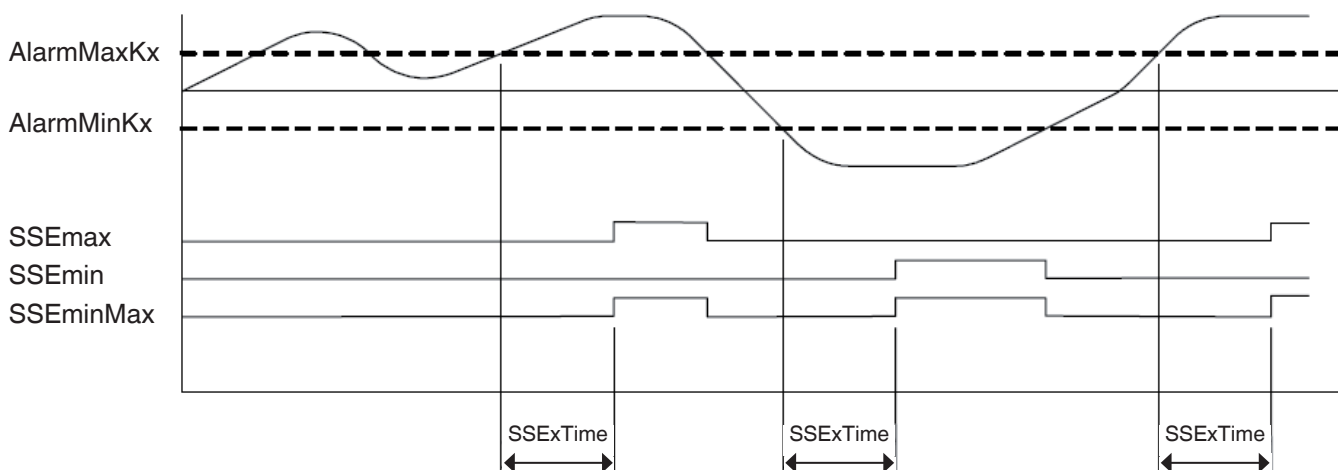 AlarmMaxKx
AlarmMinKx
SSEmax
SSEmin
SSEminMax
SSExTime
SSExTime
SSExTime